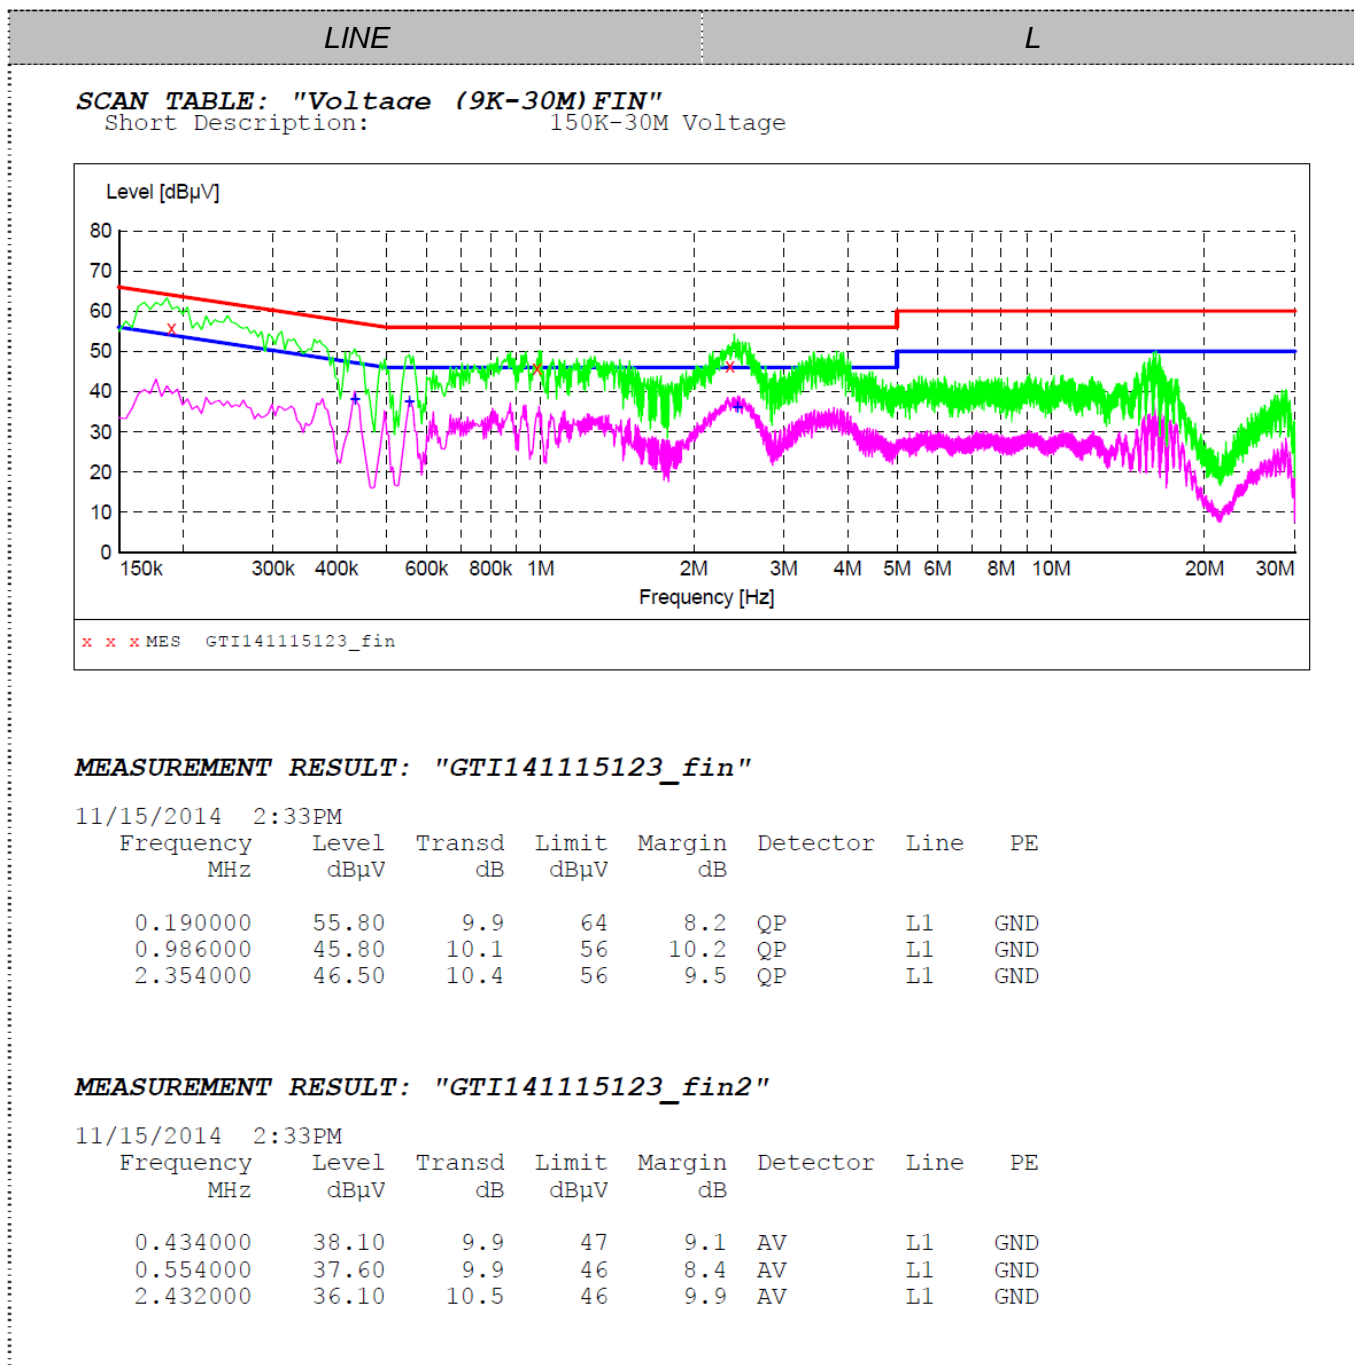 LINE L
SCAN TABLE: "Voltage (9K-30M)FIN"
Short Description: 150K-30M Voltage
Level [dBµV]
80
70
60
50
40
30
20
10
0
150k 300k 400k 600k 800k 1M 2M 3M 4M 5M 6M 8M 10M 20M 30M
Frequency [Hz]
x x x MES GTI141115123_fin
MEASUREMENT RESULT: "GTI141115123_fin"
11/15/2014 2:33PM
Frequency Level Transd Limit Margin Detector Line PE
MHz dBµV dB dBµV dB
0.190000 55.80 9.9 64 8.2 QP L1 GND
0.986000 45.80 10.1 56 10.2 QP L1 GND
2.354000 46.50 10.4 56 9.5 QP L1 GND
MEASUREMENT RESULT: "GTI141115123_fin2"
11/15/2014 2:33PM
Frequency Level Transd Limit Margin Detector Line PE
MHz dBµV dB dBµV dB
0.434000 38.10 9.9 47 9.1 AV L1 GND
0.554000 37.60 9.9 46 8.4 AV L1 GND
2.432000 36.10 10.5 46 9.9 AV L1 GND